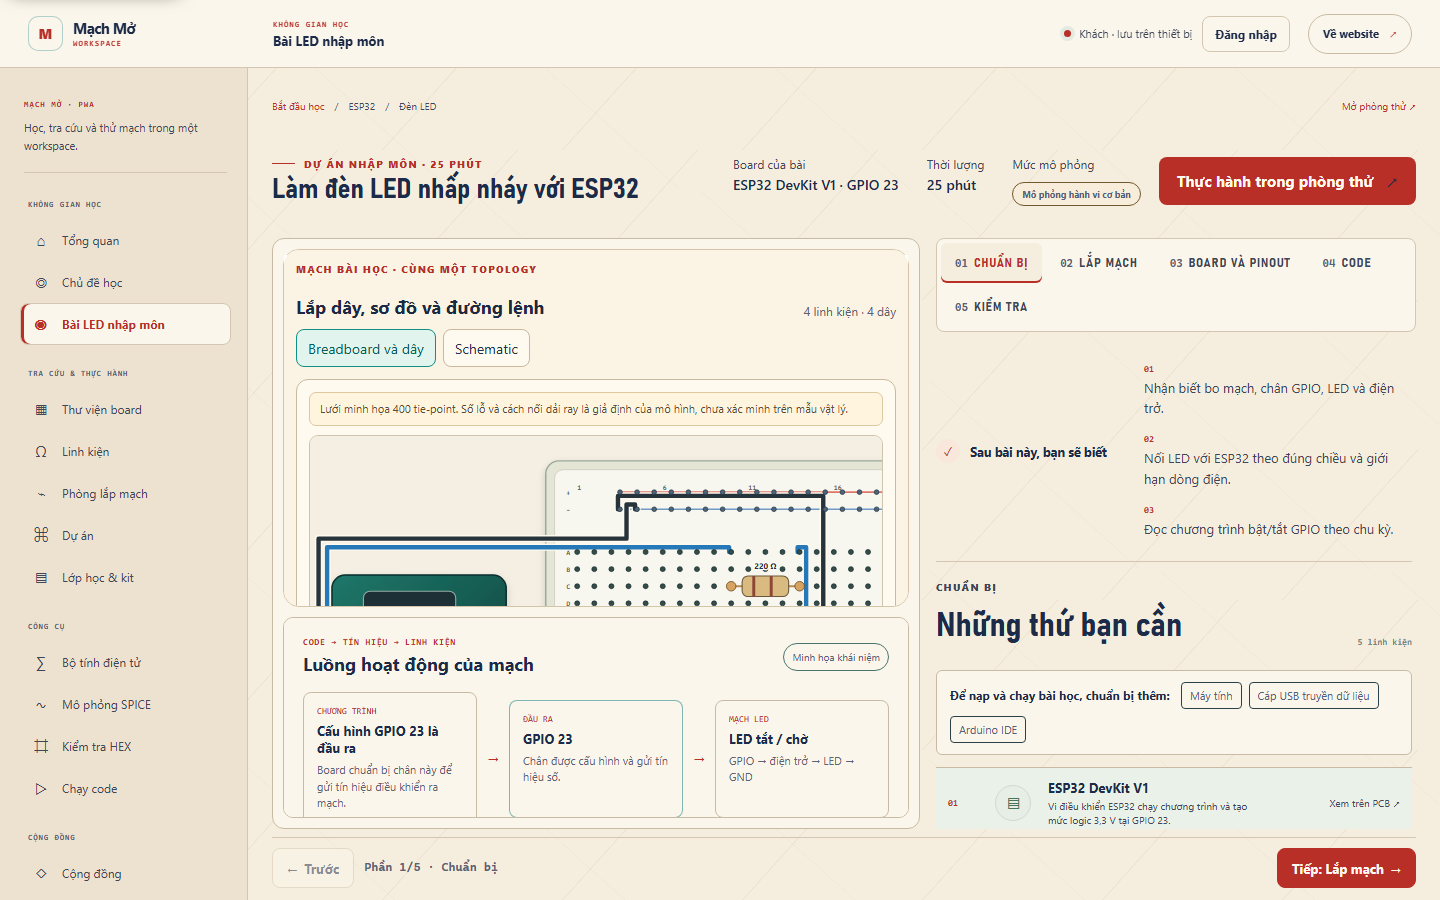 M
Mạch Mở
WORKSPACE
KHÔNG GIAN HỌC
Bài LED nhập môn
Khách · lưu trên thiết bị
Đăng nhập
Về website ↗
MẠCH MỞ · PWA
Học, tra cứu và thử mạch trong một
workspace.
KHÔNG GIAN HỌC
Tổng quan
Chủ đề học
Bài LED nhập môn
TRA CỨU & THỰC HÀNH
Thư viện board
Linh kiện
Phòng lắp mạch
Dự án
Lớp học & kit
CÔNG CỤ
Bộ tính điện tử
Mô phỏng SPICE
Kiểm tra HEX
Chạy code
CỘNG ĐỒNG
Cộng đồng
Bắt đầu học / ESP32 / Đèn LED
Mở phòng thử ↗
DỰ ÁN NHẬP MÔN · 25 PHÚT
Làm đèn LED nhấp nháy với ESP32
Board của bài
ESP32 DevKit V1 · GPIO 23
Thời lượng
25 phút
Mức mô phỏng
Mô phỏng hành vi cơ bản
Thực hành trong phòng thử ↗
MẠCH BÀI HỌC · CÙNG MỘT TOPOLOGY
Lắp dây, sơ đồ và đường lệnh
4 linh kiện · 4 dây
Breadboard và dây
Schematic
Lưới minh họa 400 tie-point. Số lỗ và cách nối dải ray là giả định của mô hình, chưa xác minh trên mẫu vật lý.
1 6 11 16
+
-
A
B
C
D
220 Ω
CODE → TÍN HIỆU → LINH KIỆN
Luồng hoạt động của mạch
Minh họa khái niệm
CHƯƠNG TRÌNH
Cấu hình GPIO 23 là
đầu ra
Board chuẩn bị chân này để
gửi tín hiệu điều khiển ra
mạch.
→
ĐẦU RA
GPIO 23
Chân được cấu hình và gửi tín
hiệu số.
→
MẠCH LED
LED tắt / chờ
GPIO → điện trở → LED →
GND
01 CHUẨN BỊ
02 LẮP MẠCH
03 BOARD VÀ PINOUT
04 CODE
05 KIỂM TRA
✓ Sau bài này, bạn sẽ biết
01
Nhận biết bo mạch, chân GPIO, LED và điện
trở.
02
Nối LED với ESP32 theo đúng chiều và giới
hạn dòng điện.
03
Đọc chương trình bật/tắt GPIO theo chu kỳ.
CHUẨN BỊ
Những thứ bạn cần
5 linh kiện
Để nạp và chạy bài học, chuẩn bị thêm:
Máy tính
Cáp USB truyền dữ liệu
Arduino IDE
01
ESP32 DevKit V1
Vi điều khiển ESP32 chạy chương trình và tạo
mức logic 3,3 V tại GPIO 23.
Xem trên PCB ↗
← Trước
Phần 1/5 · Chuẩn bị
Tiếp: Lắp mạch →